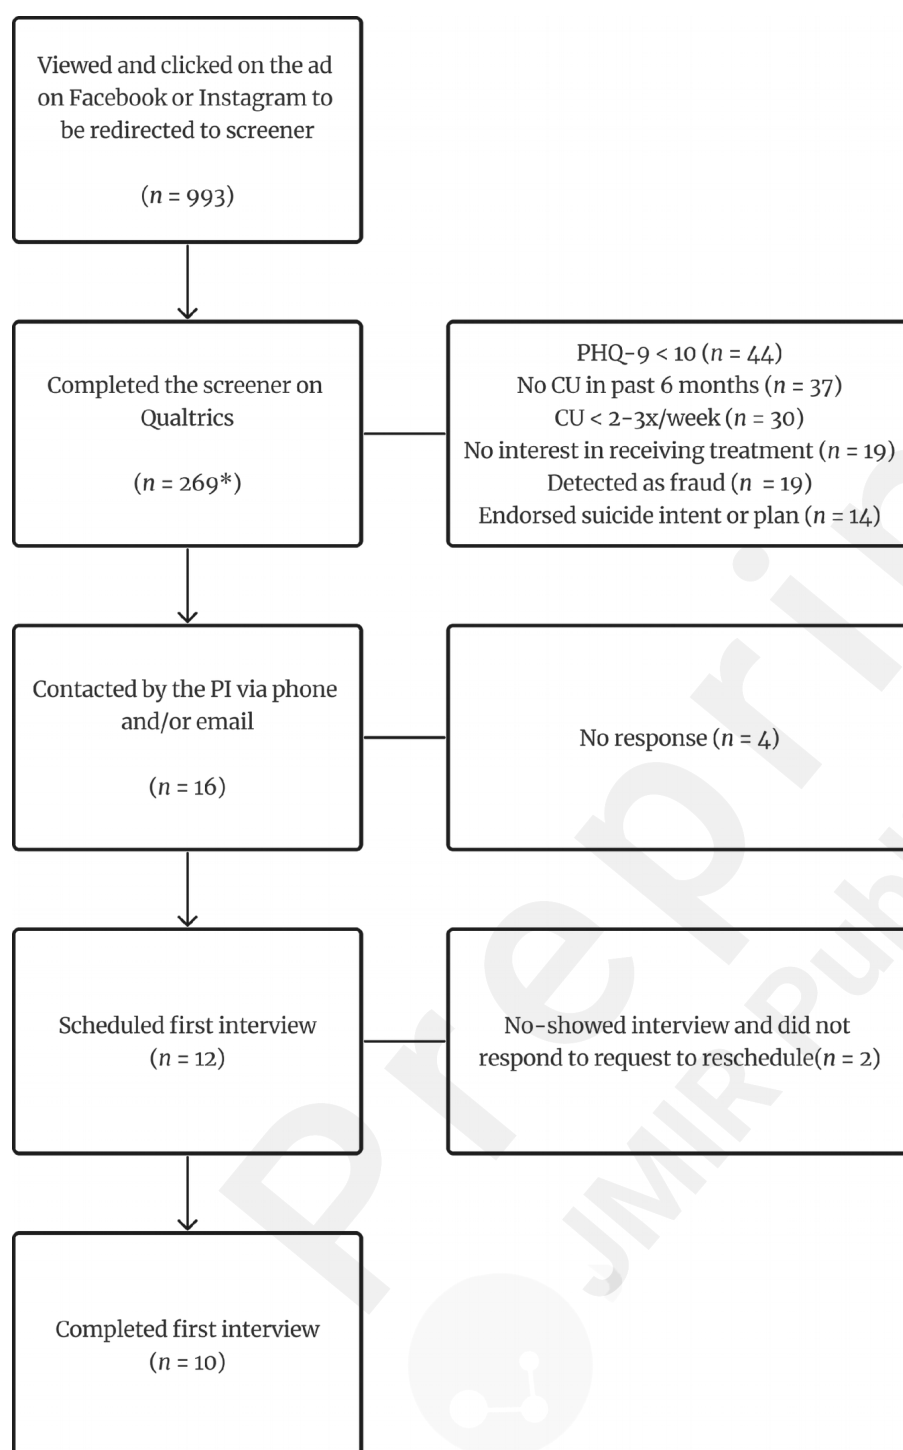 Viewed and clicked on the ad
on Facebook or Instagram to
be redirected to screener
(n = 993)
Completed the screener on
Qualtrics
(n = 269*)
PHQ-9 < 10 (n = 44)
No CU in past 6 months (n = 37)
CU < 2-3x/week (n = 30)
No interest in receiving treatment (n = 19)
Detected as fraud (n = 19)
Endorsed suicide intent or plan (n = 14)
Contacted by the PI via phone
and/or email
(n = 16)
No response (n = 4)
Scheduled first interview
(n = 12)
No-showed interview and did not
respond to request to reschedule(n = 2)
Completed first interview
(n = 10)
Preprin
JMIR Publ